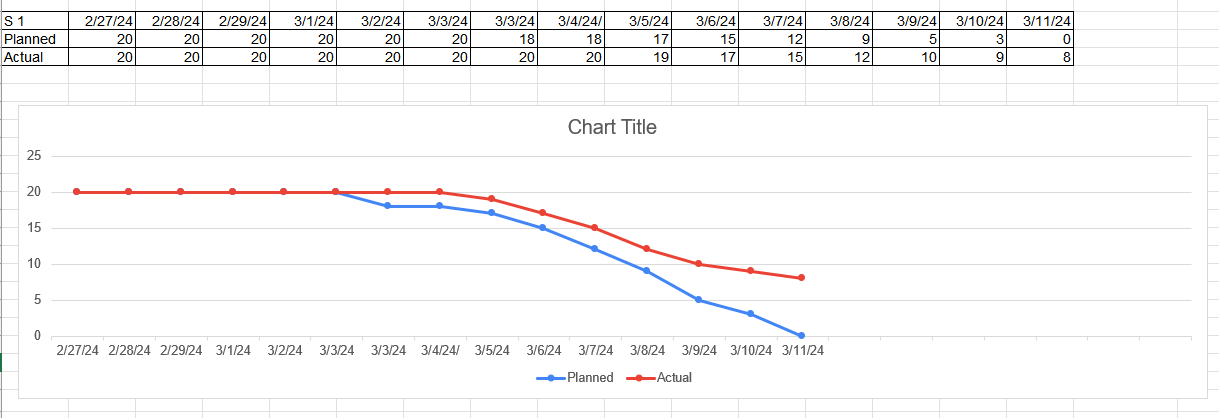 S 1 2/27/24 2/28/24 2/29/24 3/1/24 3/2/24 3/3/24 3/3/24 3/4/24/ 3/5/24 3/6/24 3/7/24 3/8/24 3/9/24 3/10/24 3/11/24
Planned 20 20 20 20 20 20 18 18 17 15 12 9 5 3 0
Actual 20 20 20 20 20 20 20 20 19 17 15 12 10 9 8
Chart Title
25
20
15
10
5
0
2/27/24 2/28/24 2/29/24 3/1/24 3/2/24 3/3/24 3/3/24 3/4/24/ 3/5/24 3/6/24 3/7/24 3/8/24 3/9/24 3/10/24 3/11/24
Planned Actual